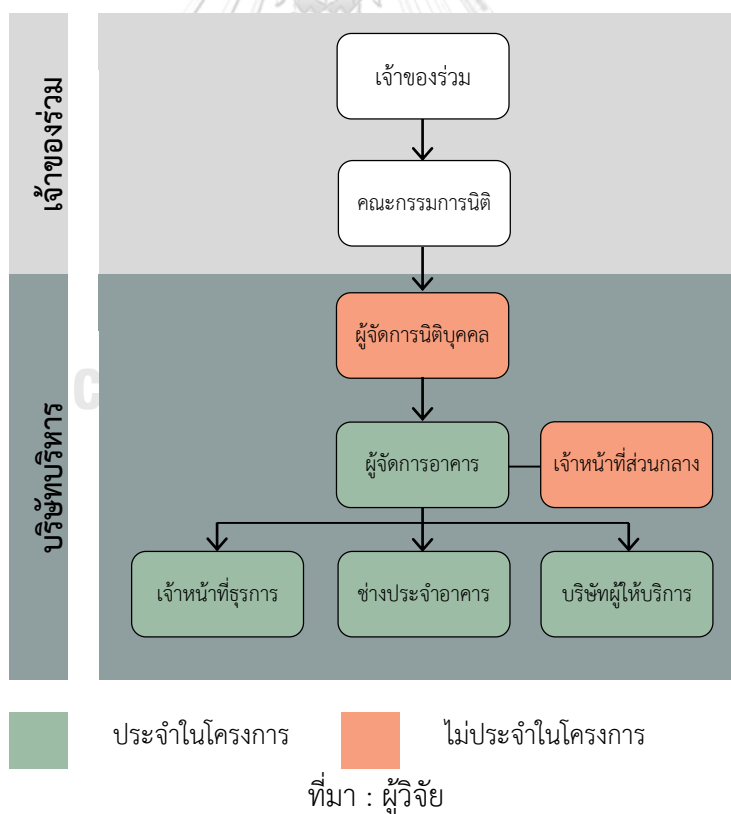 เจ้าของร่วม
เจ้าของร่วม
คณะกรรมการนิติ
บริษัทบริหาร
ผู้จัดการนิติบุคคล
ผู้จัดการอาคาร
เจ้าหน้าที่ส่วนกลาง
เจ้าหน้าที่ธุรการ
ช่างประจำอาคาร
บริษัทผู้ให้บริการ
ประจำในโครงการ
ไม่ประจำในโครงการ
ที่มา : ผู้วิจัย